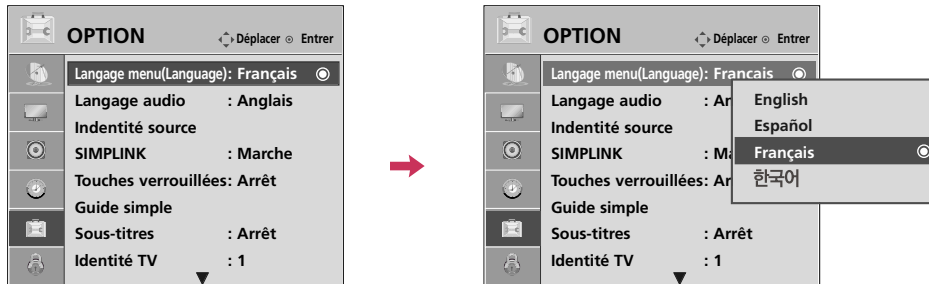 OPTION
Déplacer
Entrer
Langage menu(Language): Français
Langage audio : Anglais
Indentité source
SIMPLINK : Marche
Touches verrouillées: Arrêt
Guide simple
Sous-titres : Arrêt
Identité TV : 1
OPTION
Déplacer
Entrer
Langage menu(Language): Français
Langage audio : An
Indentité source
SIMPLINK : Ma
Touches verrouillées: Ar
Guide simple
Sous-titres : Arrêt
Identité TV : 1
English
Español
Français
한국어